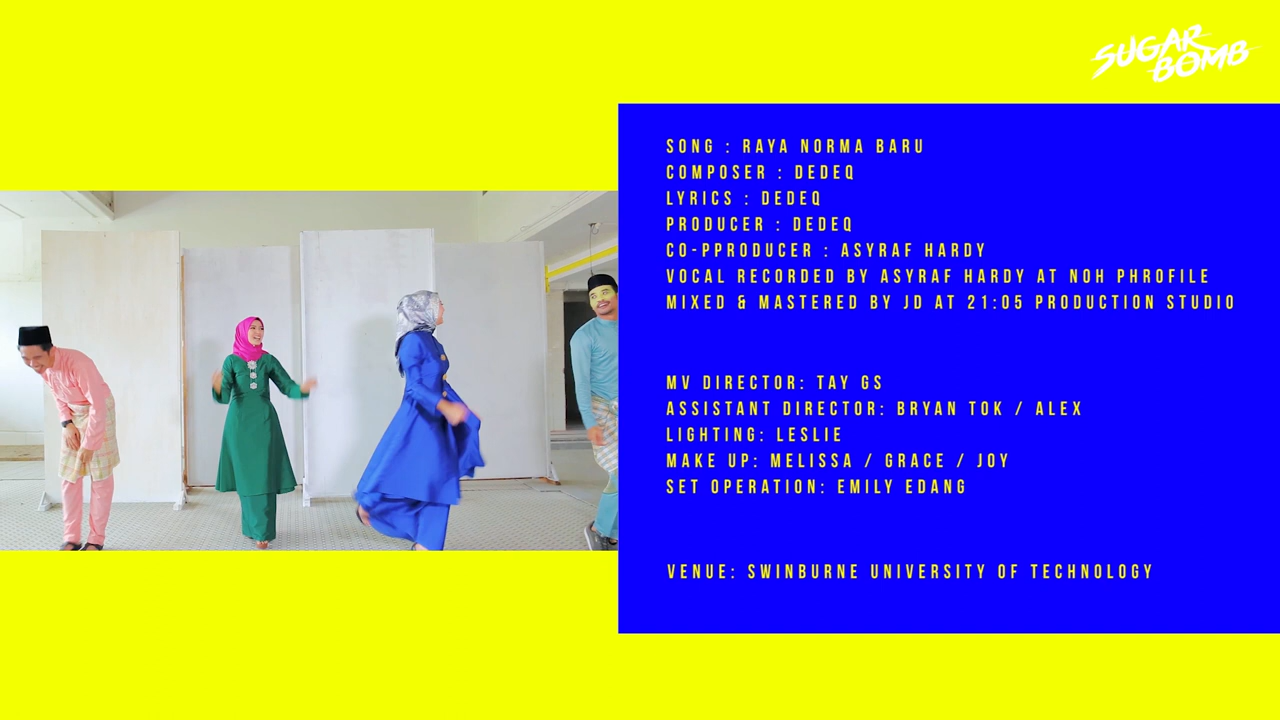 SUGAR
BOMB
SONG : RAYA NORMA BARU
COMPOSER : DEDEQ
LYRICS : DEDEQ
PRODUCER : DEDEQ
CO-PPRODUCER : ASYRAF HARDY
VOCAL RECORDED BY ASYRAF HARDY AT NOH PHROFILE
MIXED & MASTERED BY JD AT 21:05 PRODUCTION STUDIO
MV DIRECTOR: TAY GS
ASSISTANT DIRECTOR: BRYAN TOK / ALEX
LIGHTING: LESLIE
MAKE UP: MELISSA / GRACE / JOY
SET OPERATION: EMILY EDANG
VENUE: SWINBURNE UNIVERSITY OF TECHNOLOGY